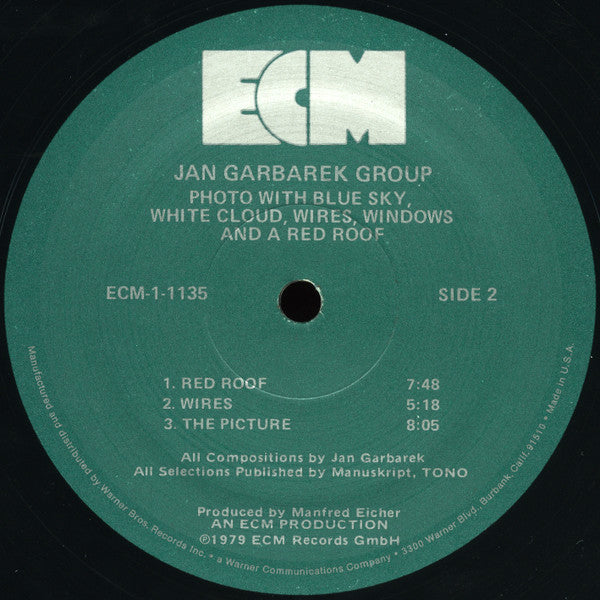 ECM
JAN GARBAREK GROUP
PHOTO WITH BLUE SKY,
WHITE CLOUD, WIRES, WINDOWS
AND A RED ROOF
ECM-1-1135
SIDE 2
1. RED ROOF 7:48
2. WIRES 5:18
3. THE PICTURE 8:05
All Compositions by Jan Garbarek
All Selections Published by Manuskript, TONO
Produced by Manfred Eicher
AN ECM PRODUCTION
℗1979 ECM Records GmbH
Manufactured and distributed by Warner Bros. Records Inc. • a Warner Communications Company • 3300 Warner Blvd., Burbank, Calif. 91510 • Made in U.S.A.